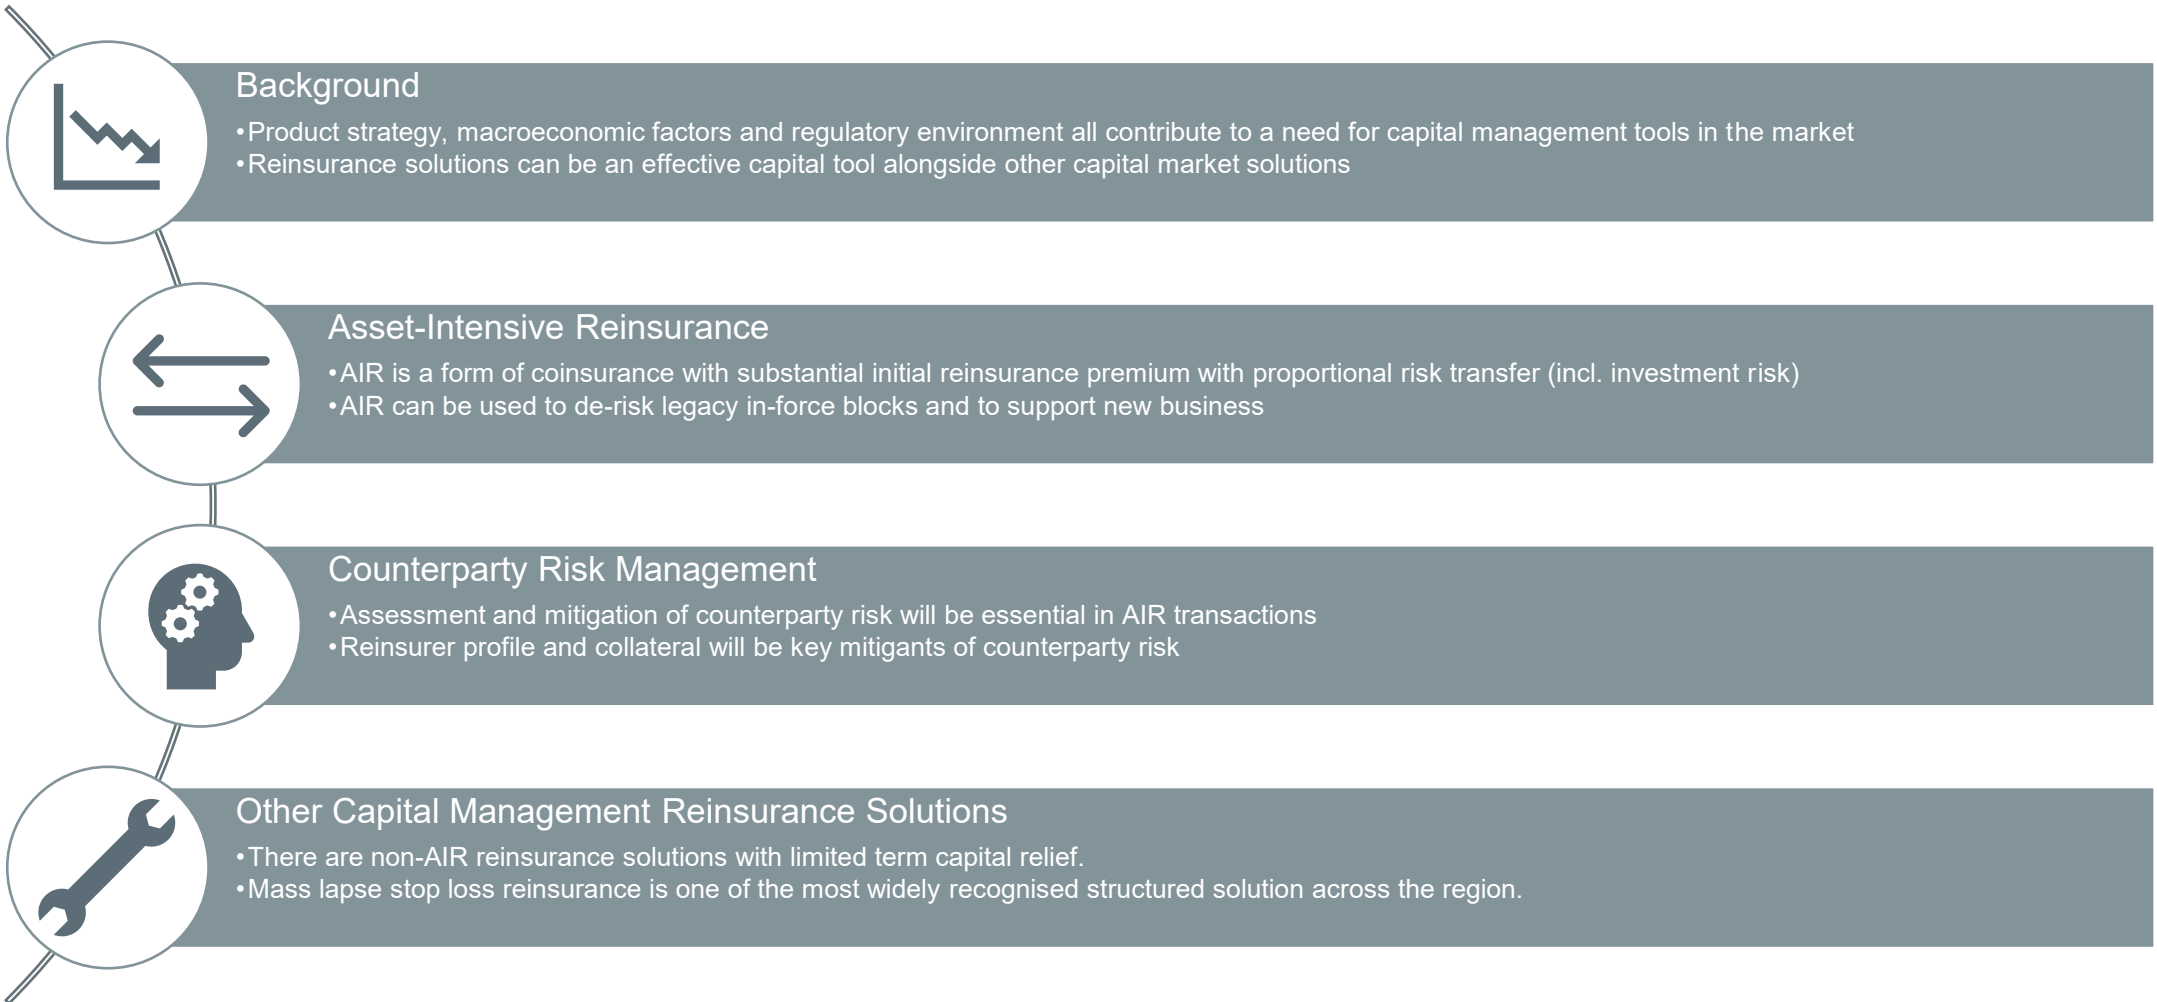 Background
•Product strategy, macroeconomic factors and regulatory environment all contribute to a need for capital management tools in the market
•Reinsurance solutions can be an effective capital tool alongside other capital market solutions
Asset-Intensive Reinsurance
•AIR is a form of coinsurance with substantial initial reinsurance premium with proportional risk transfer (incl. investment risk)
•AIR can be used to de-risk legacy in-force blocks and to support new business
Counterparty Risk Management
•Assessment and mitigation of counterparty risk will be essential in AIR transactions
•Reinsurer profile and collateral will be key mitigants of counterparty risk
Other Capital Management Reinsurance Solutions
•There are non-AIR reinsurance solutions with limited term capital relief.
•Mass lapse stop loss reinsurance is one of the most widely recognised structured solution across the region.